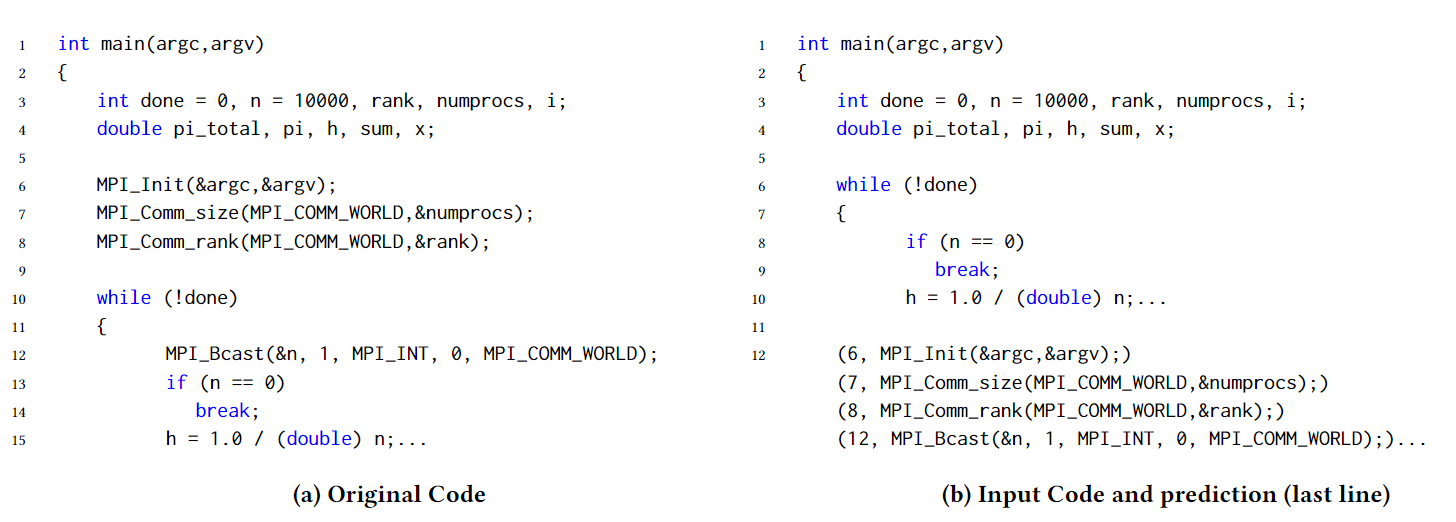 1 int main(argc,argv)
2 {
3 int done = 0, n = 10000, rank, numprocs, i;
4 double pi_total, pi, h, sum, x;
5
6 MPI_Init(&argc,&argv);
7 MPI_Comm_size(MPI_COMM_WORLD,&numprocs);
8 MPI_Comm_rank(MPI_COMM_WORLD,&rank);
9
10 while (!done)
11 {
12 MPI_Bcast(&n, 1, MPI_INT, 0, MPI_COMM_WORLD);
13 if (n == 0)
14 break;
15 h = 1.0 / (double) n;...
(a) Original Code
1 int main(argc,argv)
2 {
3 int done = 0, n = 10000, rank, numprocs, i;
4 double pi_total, pi, h, sum, x;
5
6 while (!done)
7 {
8 if (n == 0)
9 break;
10 h = 1.0 / (double) n;...
11
12 (6, MPI_Init(&argc,&argv);)
(7, MPI_Comm_size(MPI_COMM_WORLD,&numprocs);)
(8, MPI_Comm_rank(MPI_COMM_WORLD,&rank);)
(12, MPI_Bcast(&n, 1, MPI_INT, 0, MPI_COMM_WORLD);)...
(b) Input Code and prediction (last line)